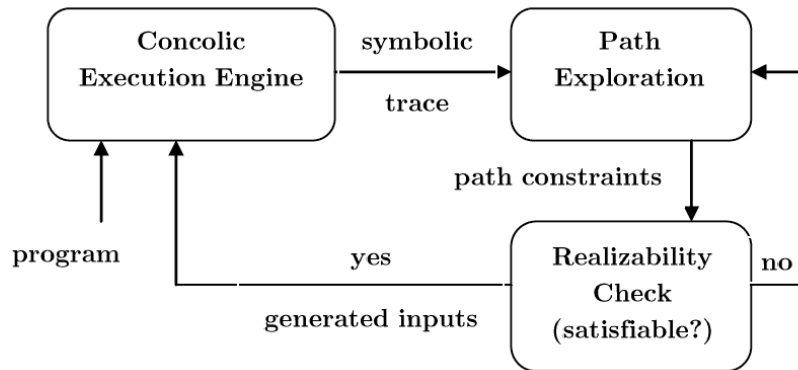 Concolic
Execution Engine
symbolic
trace
Path
Exploration
path constraints
program
yes
generated inputs
Realizability
Check
(satisfiable?)
no